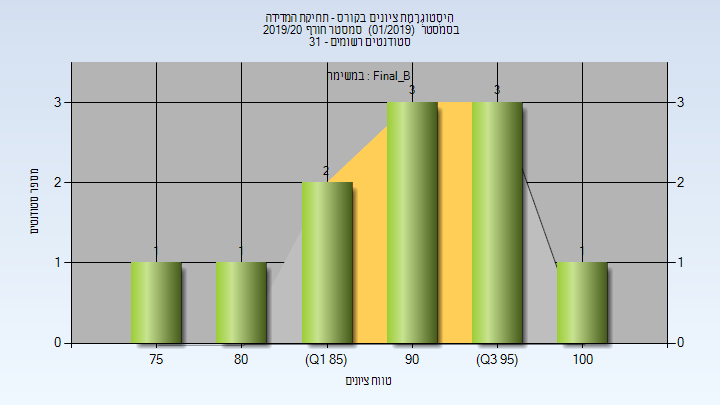 היסטוגרמת ציונים בקורס - תחיקת המדידה
בסמסטר (01/2019) סמסטר חורף 2019/20
סטודנטים רשומים - 31
במשימר : Final_B
3
3
2
1
1
1
3
2
1
0
3
2
1
0
מספר סטודנטים
75
80
(Q1 85)
90
(Q3 95)
100
טווח ציונים